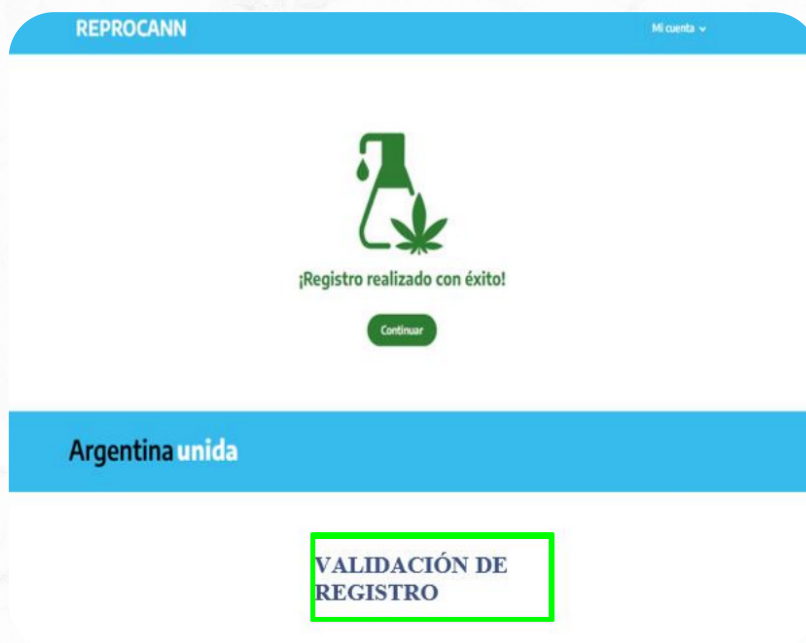 REPROCANN
Mi cuenta
¡Registro realizado con éxito!
Continuar
Argentina unida
VALIDACIÓN DE
REGISTRO